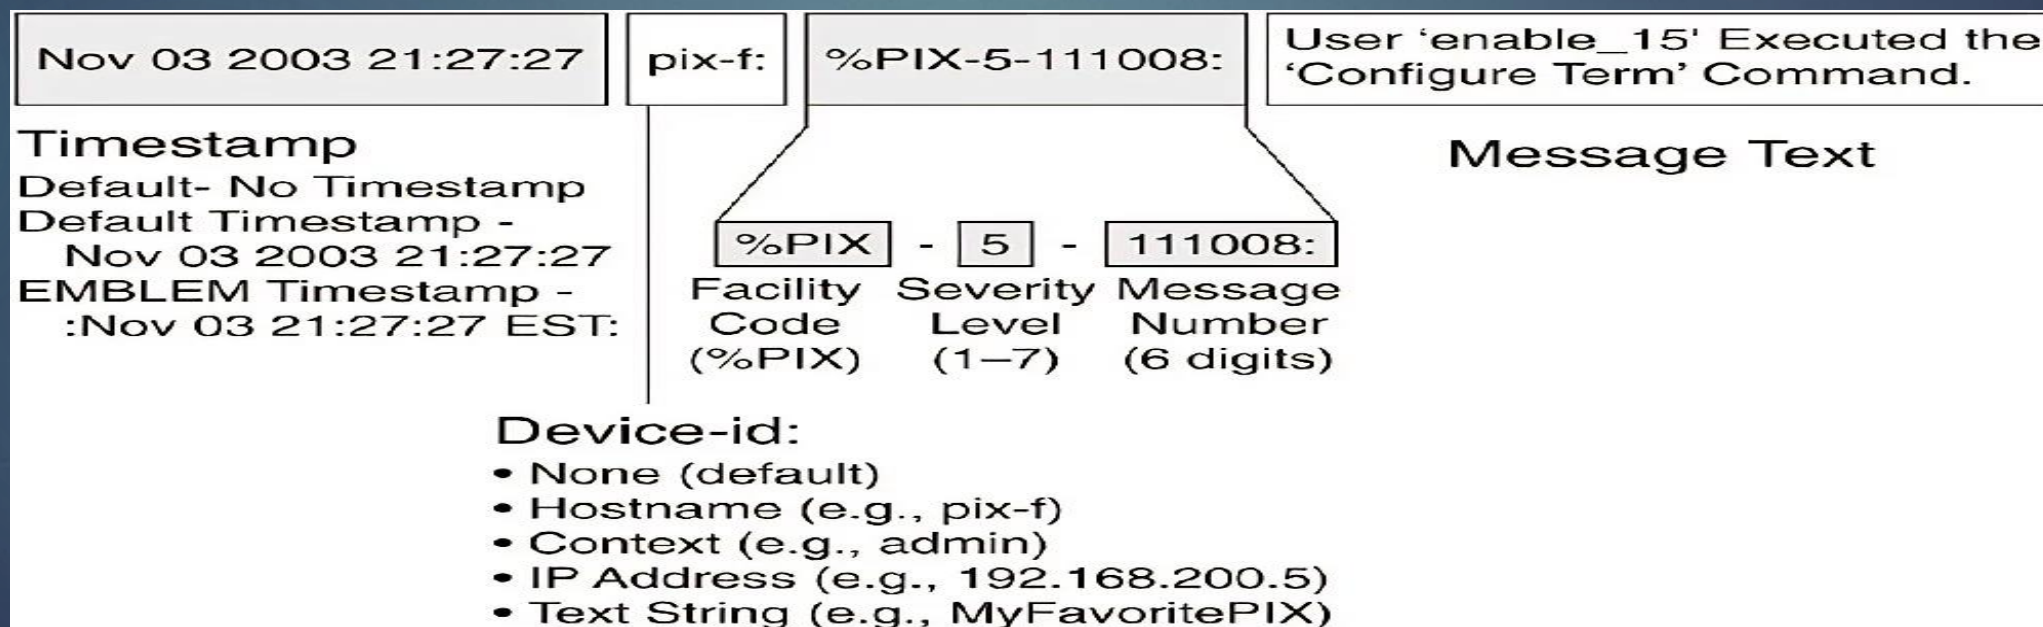 Nov 03 2003 21:27:27 pix-f: %PIX-5-111008: User ‘enable_15' Executed the
‘Configure Term’ Command.
Timestamp
Default- No Timestamp
Default Timestamp -
Nov 03 2003 21:27:27
EMBLEM Timestamp -
:Nov 03 21:27:27 EST:
%PIX - 5 - 111008:
Facility Severity Message
Code Level Number
(%PIX) (1–7) (6 digits)
Message Text
Device-id:
• None (default)
• Hostname (e.g., pix-f)
• Context (e.g., admin)
• IP Address (e.g., 192.168.200.5)
• Text String (e.g., MyFavoritePIX)